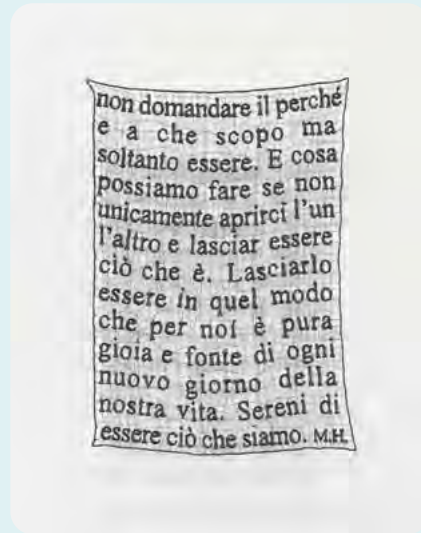 non domandare il perché
e a che scopo ma
soltanto essere. E cosa
possiamo fare se non
unicamente aprirci l'un
l'altro e lasciar essere
ciò che è. Lasciarlo
essere in quel modo
che per noi è pura
gioia e fonte di ogni
nuovo giorno della
nostra vita. Sereni di
essere ciò che siamo. M.H.